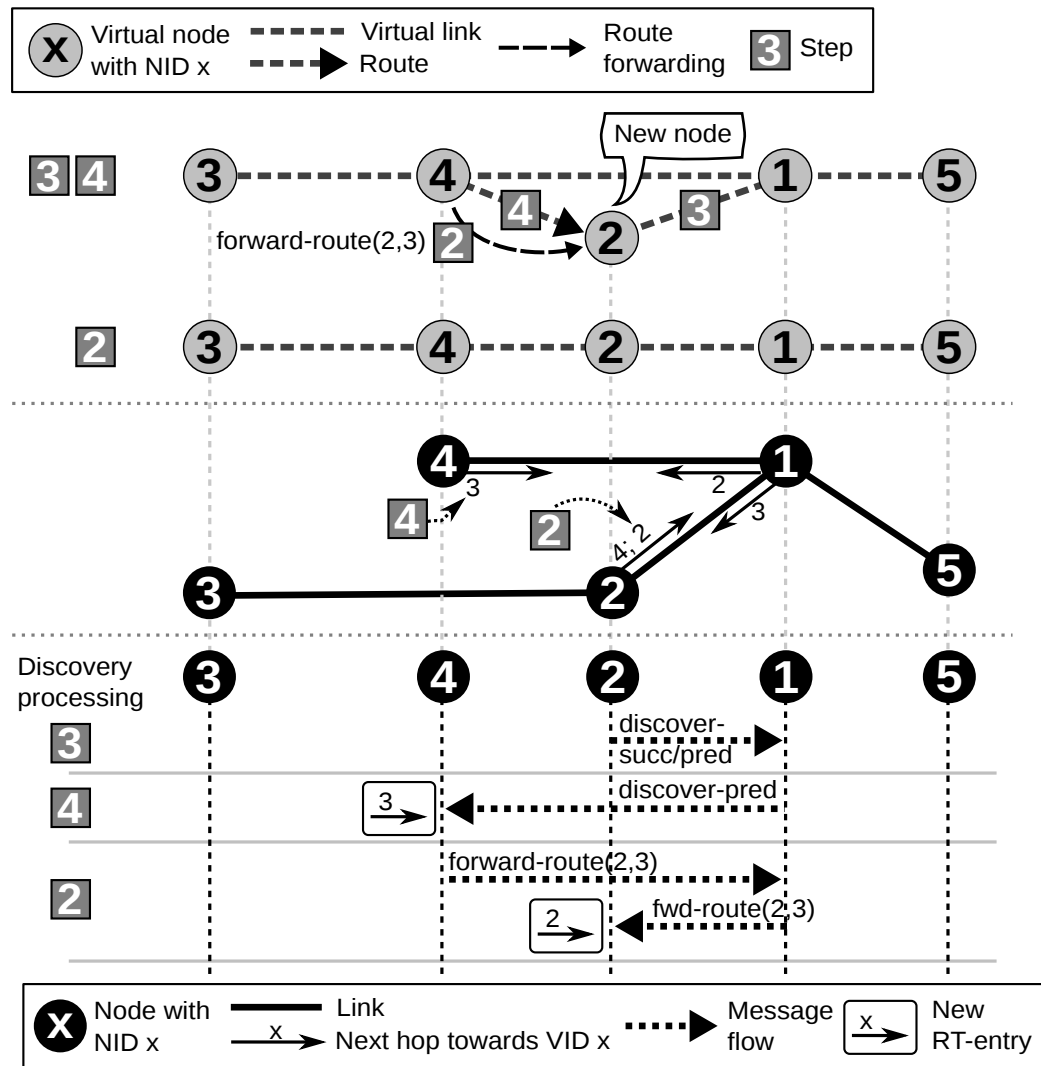 X Virtual node with NID x
Virtual link
Route
Route forwarding
3 Step
New node
3 4
3 4 1 5
4 3
2
forward-route(2,3) 2
2
3 4 2 1 5
4 1
3 2
4 2 3
4; 2
3 2 5
Discovery processing
3 4 2 1 5
3
discover-
succ/pred
4
3
discover-pred
forward-route(2,3)
2
2
fwd-route(2,3)
X Node with NID x
Link
x
Next hop towards VID x
Message flow
x
New RT-entry